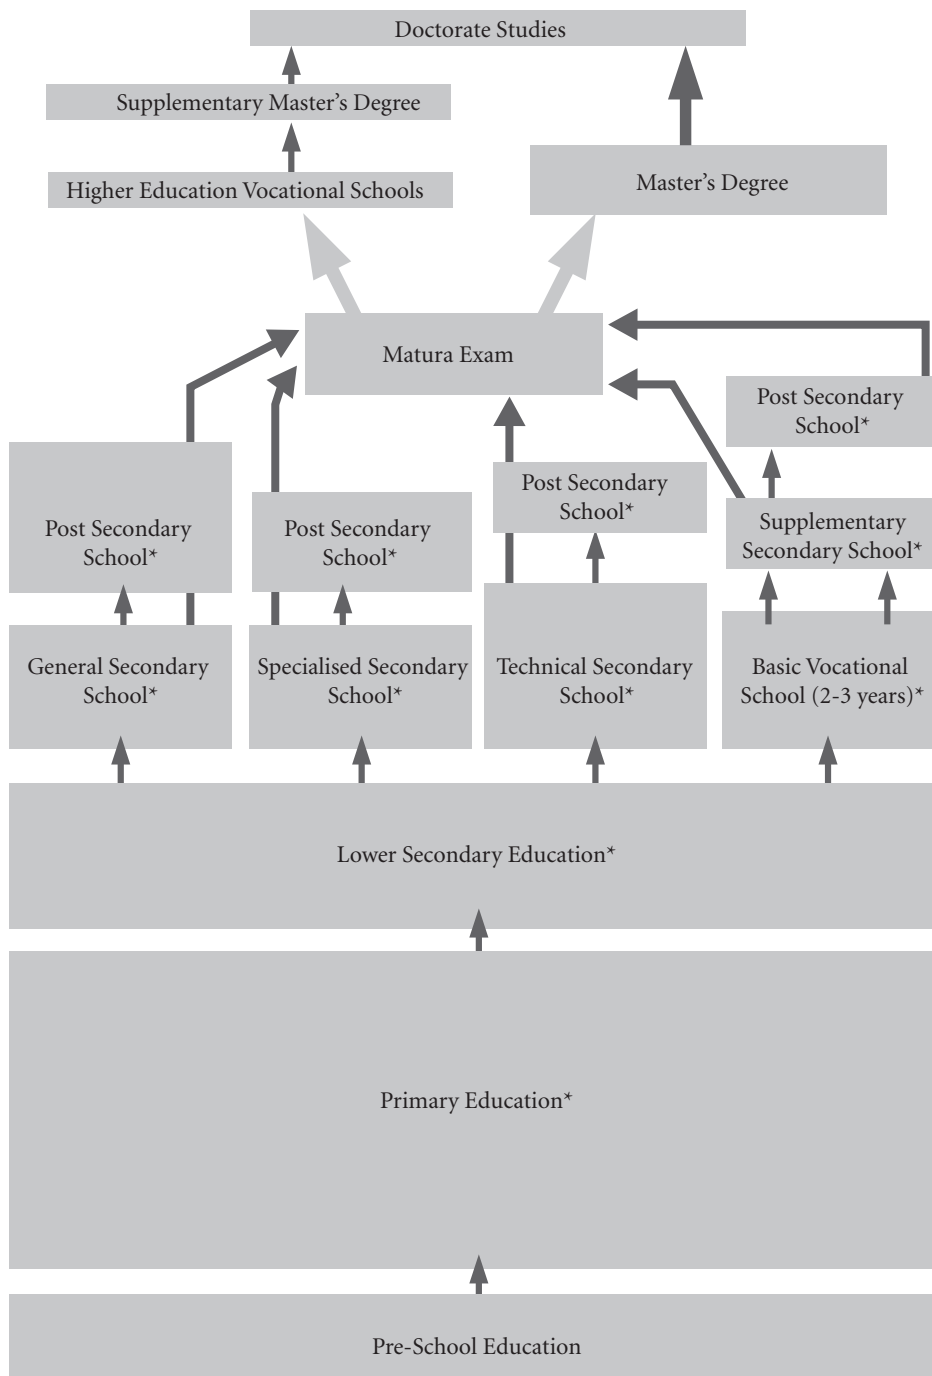 Doctorate Studies
Supplementary Master’s Degree
Higher Education Vocational Schools
Master’s Degree
Matura Exam
Post Secondary
School*
Post Secondary
School*
Post Secondary
School*
Post Secondary
School*
Supplementary
Secondary School*
General Secondary
School*
Specialised Secondary
School*
Technical Secondary
School*
Basic Vocational
School (2-3 years)*
Lower Secondary Education*
Primary Education*
Pre-School Education